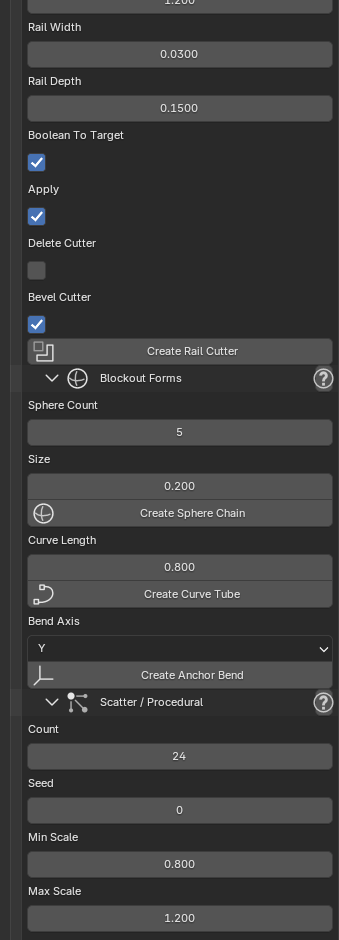 1.200
Rail Width
0.0300
Rail Depth
0.1500
Boolean To Target
Apply
Delete Cutter
Bevel Cutter
Create Rail Cutter
Blockout Forms ?
Sphere Count
5
Size
0.200
Create Sphere Chain
Curve Length
0.800
Create Curve Tube
Bend Axis
Y
Create Anchor Bend
Scatter / Procedural ?
Count
24
Seed
0
Min Scale
0.800
Max Scale
1.200